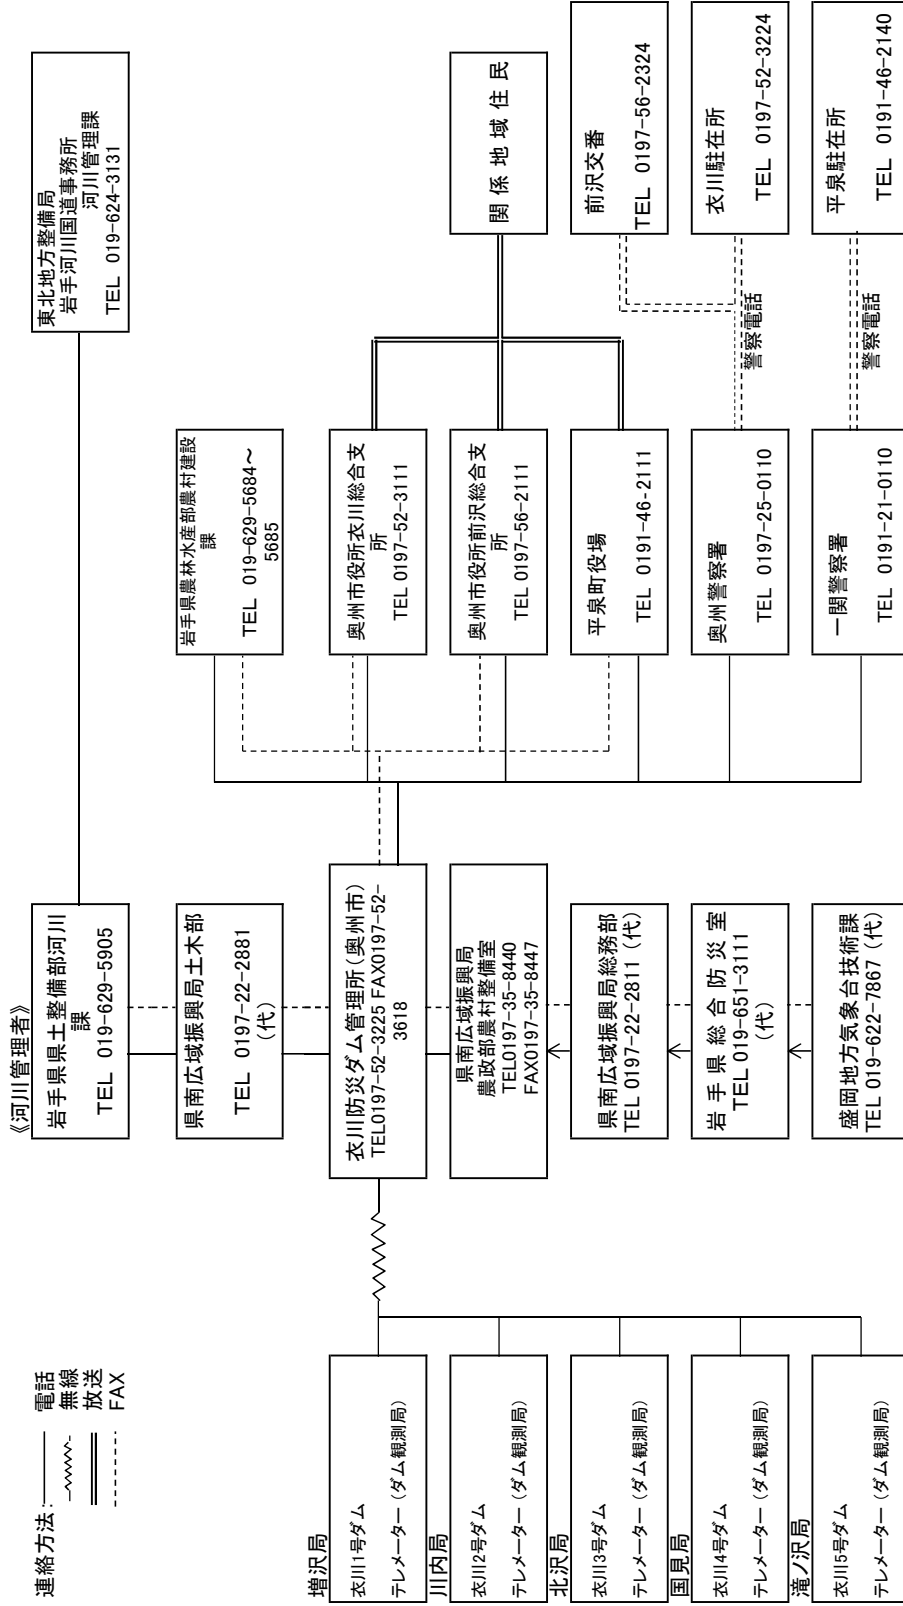 連絡方法:
電話
無線
放送
FAX
《河川管理者》
岩手県県土整備部河川
課
TEL 019-629-5905
東北地方整備局
岩手河川国道事務所
河川管理課
TEL 019-624-3131
県南広域振興局土木部
TEL 0197-22-2881
(代)
岩手県農林水産部農村建設
課
TEL 019-629-5684～
5685
増沢局
衣川1号ダム
テレメーター(ダム観測局)
衣川防災ダム管理所(奥州市)
TEL0197-52-3225 FAX0197-52-
3618
奥州市役所衣川総合支
所
TEL 0197-52-3111
川内局
衣川2号ダム
テレメーター(ダム観測局)
県南広域振興局
農政部農村整備室
TEL0197-35-8440
FAX0197-35-8447
奥州市役所前沢総合支
所
TEL 0197-56-2111
関係地域住民
北沢局
衣川3号ダム
テレメーター(ダム観測局)
県南広域振興局総務部
TEL 0197-22-2811(代)
平泉町役場
TEL 0191-46-2111
前沢交番
TEL 0197-56-2324
国見局
衣川4号ダム
テレメーター(ダム観測局)
岩手県総合防災室
TEL 019-651-3111
(代)
奥州警察署
TEL 0197-25-0110
警察電話
衣川駐在所
TEL 0197-52-3224
滝ノ沢局
衣川5号ダム
テレメーター(ダム観測局)
盛岡地方気象台技術課
TEL 019-622-7867(代)
一関警察署
TEL 0191-21-0110
警察電話
平泉駐在所
TEL 0191-46-2140